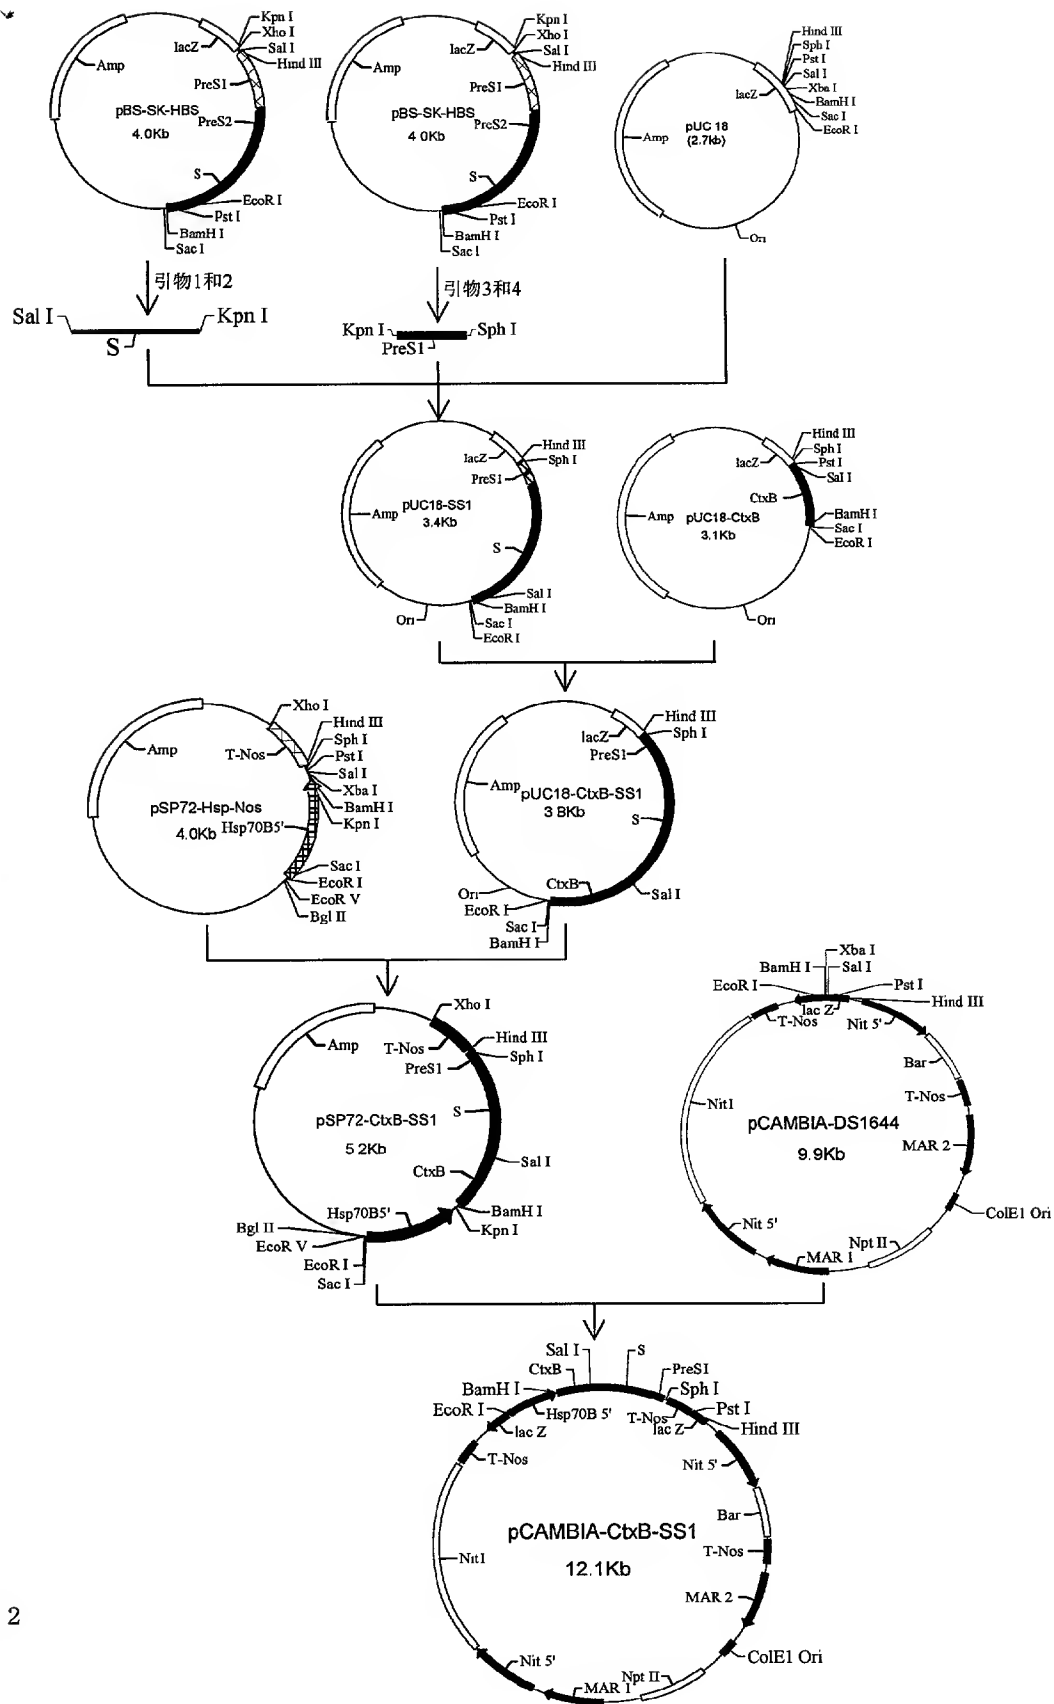 Kpn I
Xho I
Sal I
Hind III
lacZ
Amp
PreS1
pBS-SK-HBS
4.0Kb
PreS2
S
EcoR I
Pst I
BamH I
Sac I
Kpn I
Xho I
Sal I
Hind III
lacZ
Amp
PreS1
pBS-SK-HBS
4 0Kb
PreS2
S
EcoR I
Pst I
BamH I
Sac I
Hind III
Sph I
Pst I
Sal I
Xba I
BamH I
Sac I
EcoR I
lacZ
Amp
pUC 18
(2.7kb)
Ori
引物1和2
引物3和4
Sal I
Kpn I
S
Kpn I
Sph I
PreS1
Hind III
Sph I
lacZ
PreS1
Amp
pUC18-SS1
3.4Kb
S
Sal I
BamH I
Sac I
EcoR I
Ori
Hind III
Sph I
Pst I
Sal I
lacZ
CtxB
Amp
pUC18-CtxB
3.1Kb
BamH I
Sac I
EcoR I
Ori
Xho I
Hind III
Sph I
Pst I
Sal I
Xba I
BamH I
Kpn I
Amp
T-Nos
pSP72-Hsp-Nos
4.0Kb
Hsp70B5'
Sac I
EcoR I
EcoR V
Bgl II
Hind III
Sph I
lacZ
PreS1
Amp
pUC18-CtxB-SS1
3 8Kb
S
CtxB
Sal I
Ori
EcoR I
Sac I
BamH I
Xho I
Hind III
Sph I
Amp
T-Nos
PreS1
pSP72-CtxB-SS1
5 2Kb
S
Sal I
CtxB
Hsp70B5'
BamH I
Kpn I
Bgl II
EcoR V
EcoR I
Sac I
Xba I
BamH I
Sal I
EcoR I
Pst I
Hind III
lac Z
T-Nos
Nit 5'
Bar
T-Nos
Nit I
pCAMBIA-DS1644
9.9Kb
MAR 2
ColE1 Ori
Nit 5'
Npt II
MAR 1
Sal I
S
CtxB
PreS1
BamH I
Sph I
EcoR I
Hsp70B 5'
T-Nos
Pst I
lac Z
lac Z
Hind III
T-Nos
Nit 5'
Bar
pCAMBIA-CtxB-SS1
T-Nos
Nit I
12.1Kb
MAR 2
ColE1 Ori
Nit 5'
Npt II
MAR 1
2